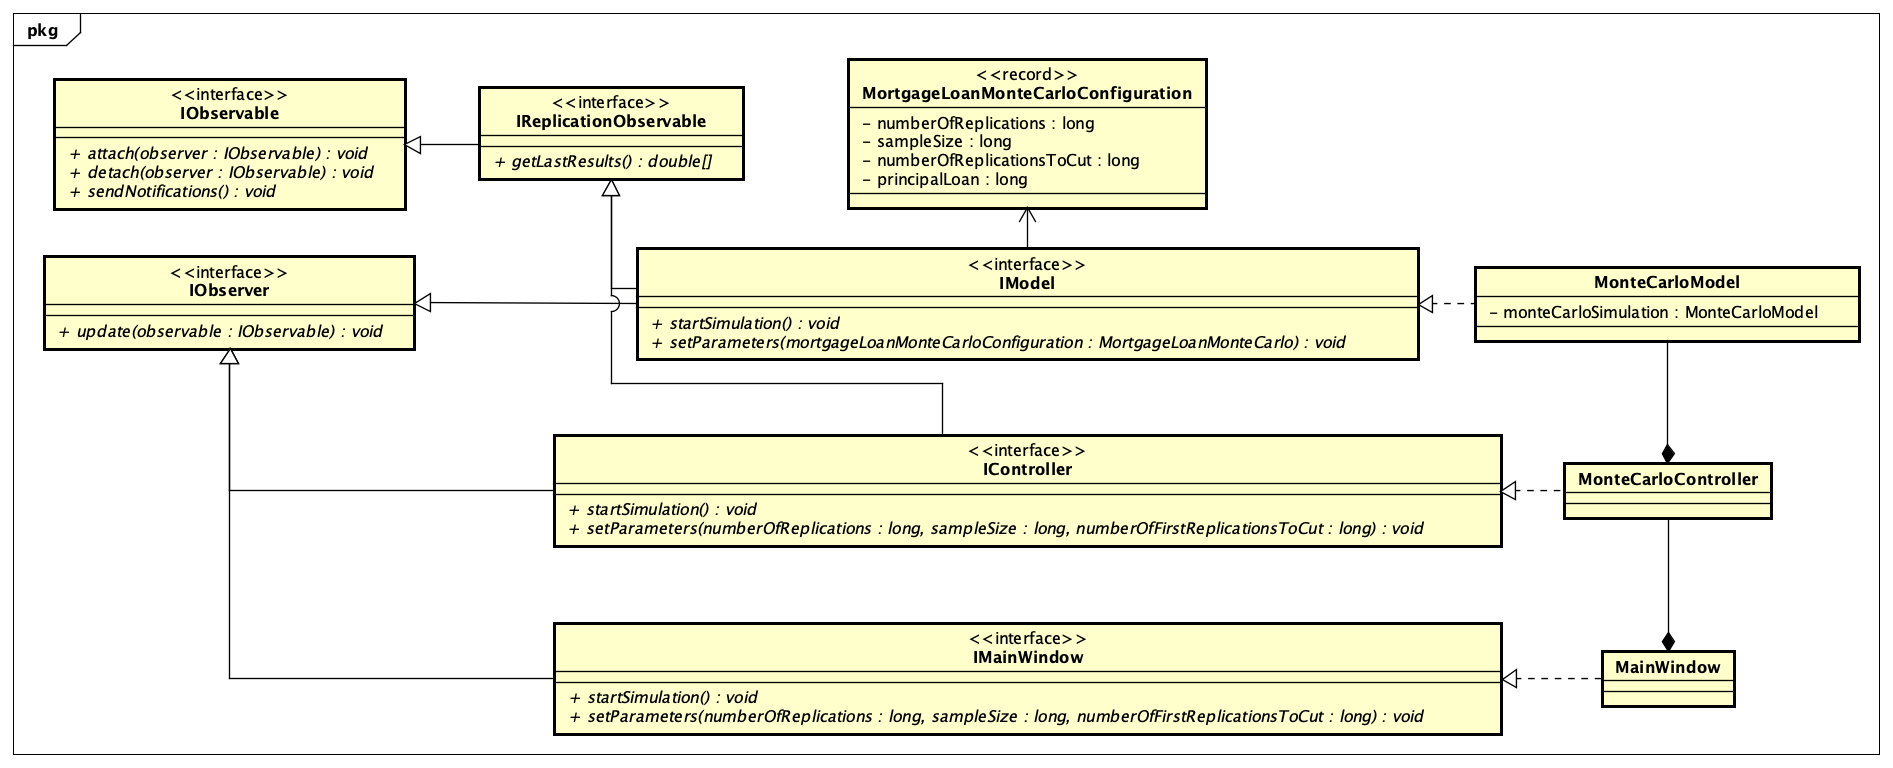 pkg
<<interface>>
IObservable
+ attach(observer : IObservable) : void
+ detach(observer : IObservable) : void
+ sendNotifications() : void
<<interface>>
IReplicationObservable
+ getLastResults() : double[]
<<record>>
MortgageLoanMonteCarloConfiguration
- numberOfReplications : long
- sampleSize : long
- numberOfReplicationsToCut : long
- principalLoan : long
<<interface>>
IObserver
+ update(observable : IObservable) : void
<<interface>>
IModel
+ startSimulation() : void
+ setParameters(mortgageLoanMonteCarloConfiguration : MortgageLoanMonteCarlo) : void
MonteCarloModel
- monteCarloSimulation : MonteCarloModel
<<interface>>
IController
+ startSimulation() : void
+ setParameters(numberOfReplications : long, sampleSize : long, numberOfFirstReplicationsToCut : long) : void
MonteCarloController
<<interface>>
IMainWindow
+ startSimulation() : void
+ setParameters(numberOfReplications : long, sampleSize : long, numberOfFirstReplicationsToCut : long) : void
MainWindow